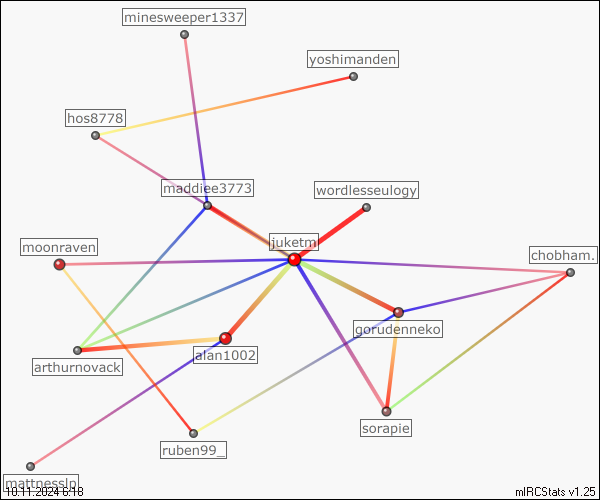 minesweeper1337
yoshimanden
hos8778
maddiee3773
wordlesseulogy
juketm
moonraven
chobham.
gorudenneko
alan1002
arthurnovack
sorapie
ruben99_
mattnesslp
10.11.2024 6:18
mIRCStats v1.25